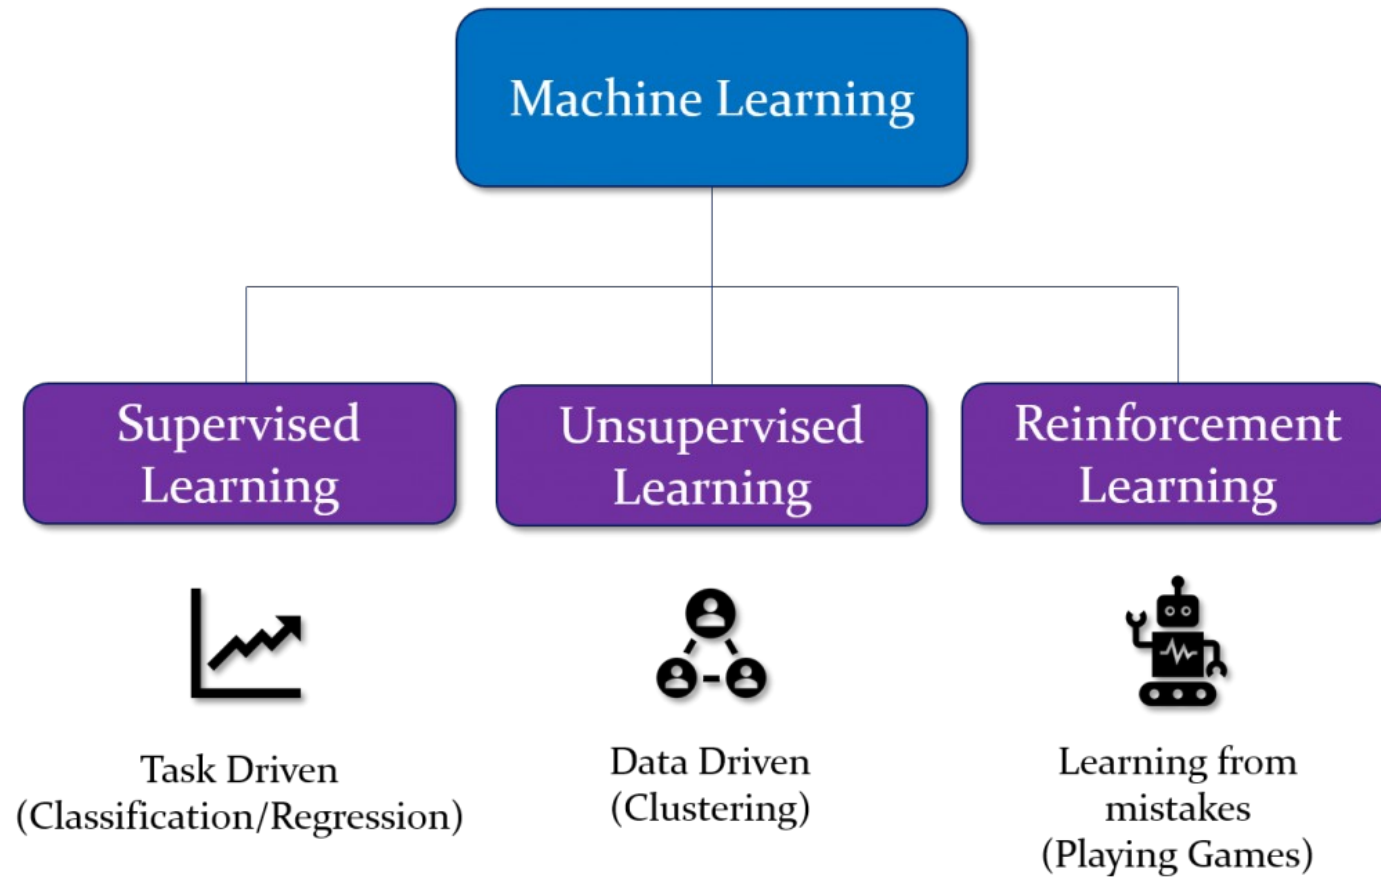 Machine Learning
Supervised
Learning
Unsupervised
Learning
Reinforcement
Learning
Task Driven
(Classification/Regression)
Data Driven
(Clustering)
Learning from
mistakes
(Playing Games)